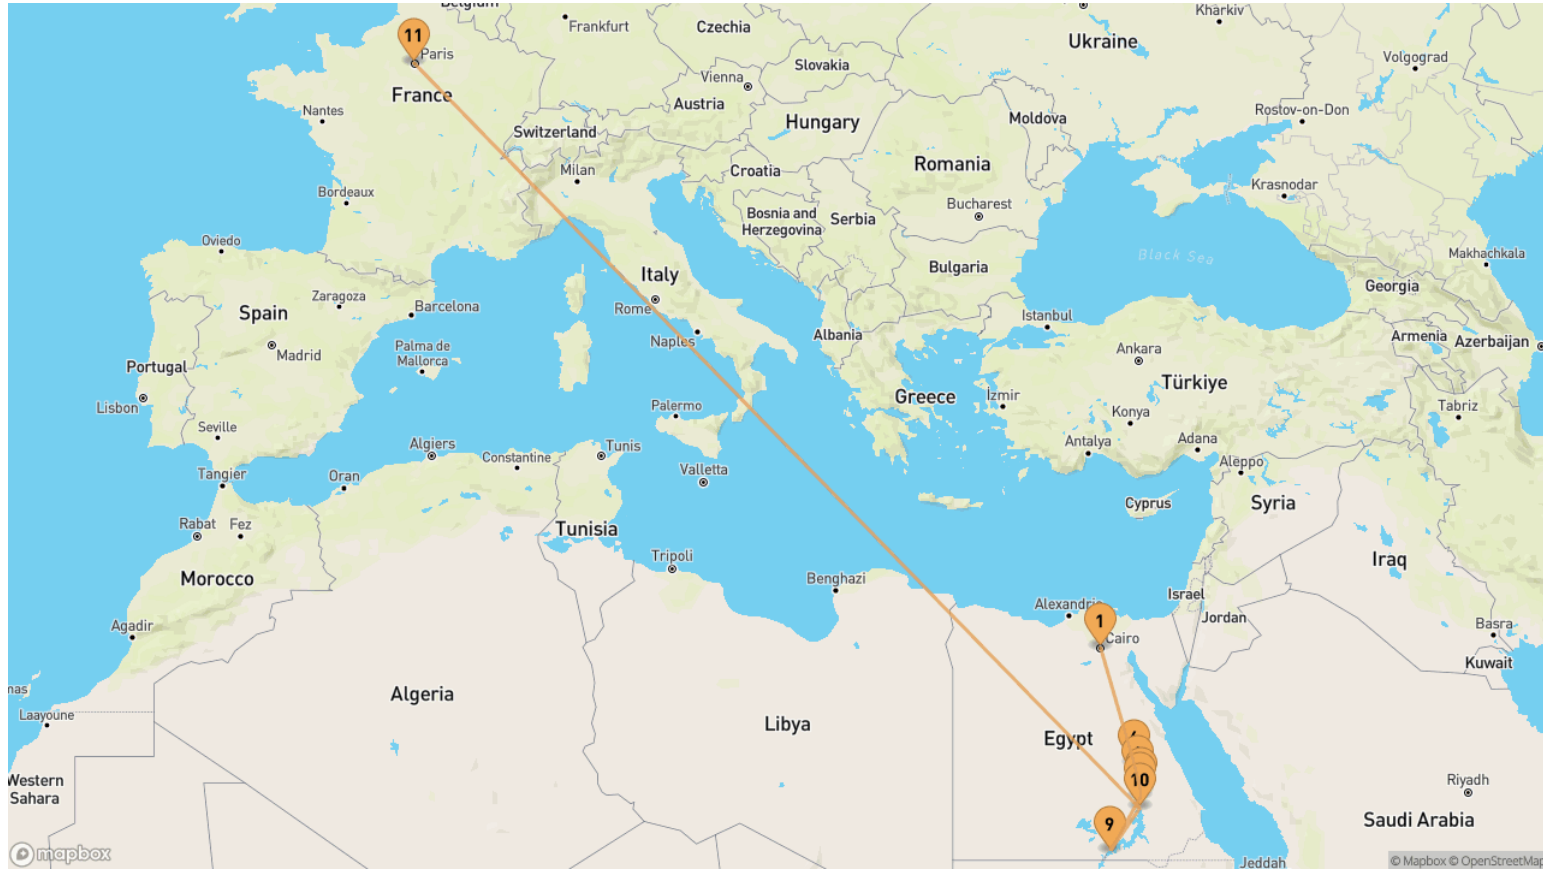 Belgium
Kharkiv
Frankfurt
Czechia
Ukraine
11
Paris
Slovakia
Volgograd
Vienna
France
Austria
Nantes
Hungary
Moldova
Rostov-on-Don
Switzerland
Milan
Croatia
Romania
Krasnodar
Bordeaux
Bucharest
Bosnia and
Herzegovina
Serbia
Oviedo
Black Sea
Makhachkala
Italy
Bulgaria
Georgia
Zaragoza
Barcelona
Spain
Rome
Istanbul
Albania
Armenia
Azerbaijan
Naples
Palma de
Mallorca
Madrid
Ankara
Portugal
Türkiye
Greece
İzmir
Lisbon
Palermo
Konya
Tabriz
Seville
Algiers
Constantine
Tunis
Antalya
Adana
Aleppo
Tangier
Oran
Valletta
Cyprus
Syria
Rabat
Fez
Tunisia
Tripoli
Iraq
Morocco
Benghazi
Israel
Alexandria
Jordan
Agadir
1
Cairo
Basra
Kuwait
Algeria
Laayoune
Libya
Egypt
10
Western
Sahara
Riyadh
9
Saudi Arabia
mapbox
Jeddah
© Mapbox © OpenStreetMap